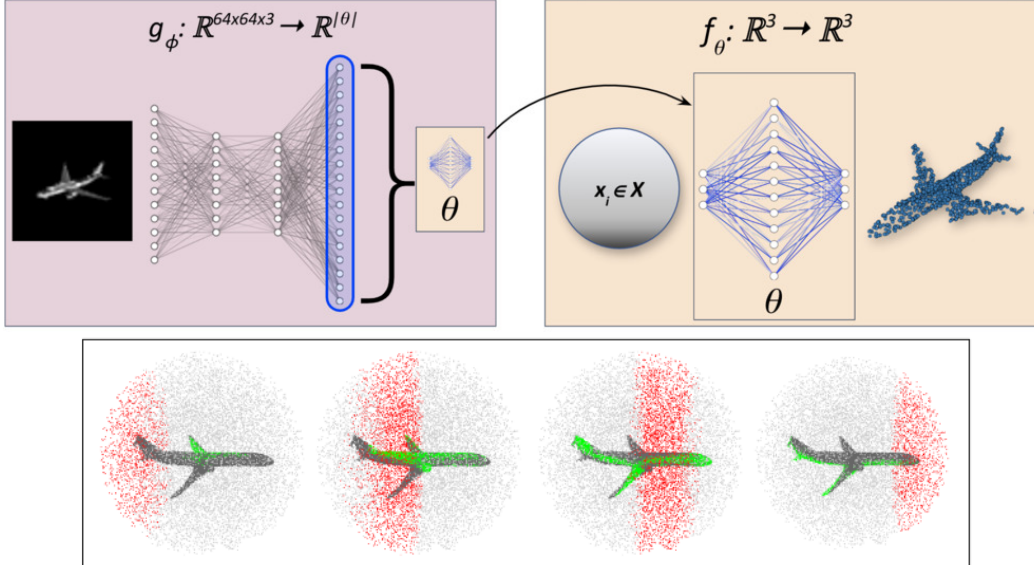 g_ϕ: ℝ^{64x64x3} → ℝ^{|θ|}
f_θ: ℝ^3 → ℝ^3
θ
x_i ∈ X
θ